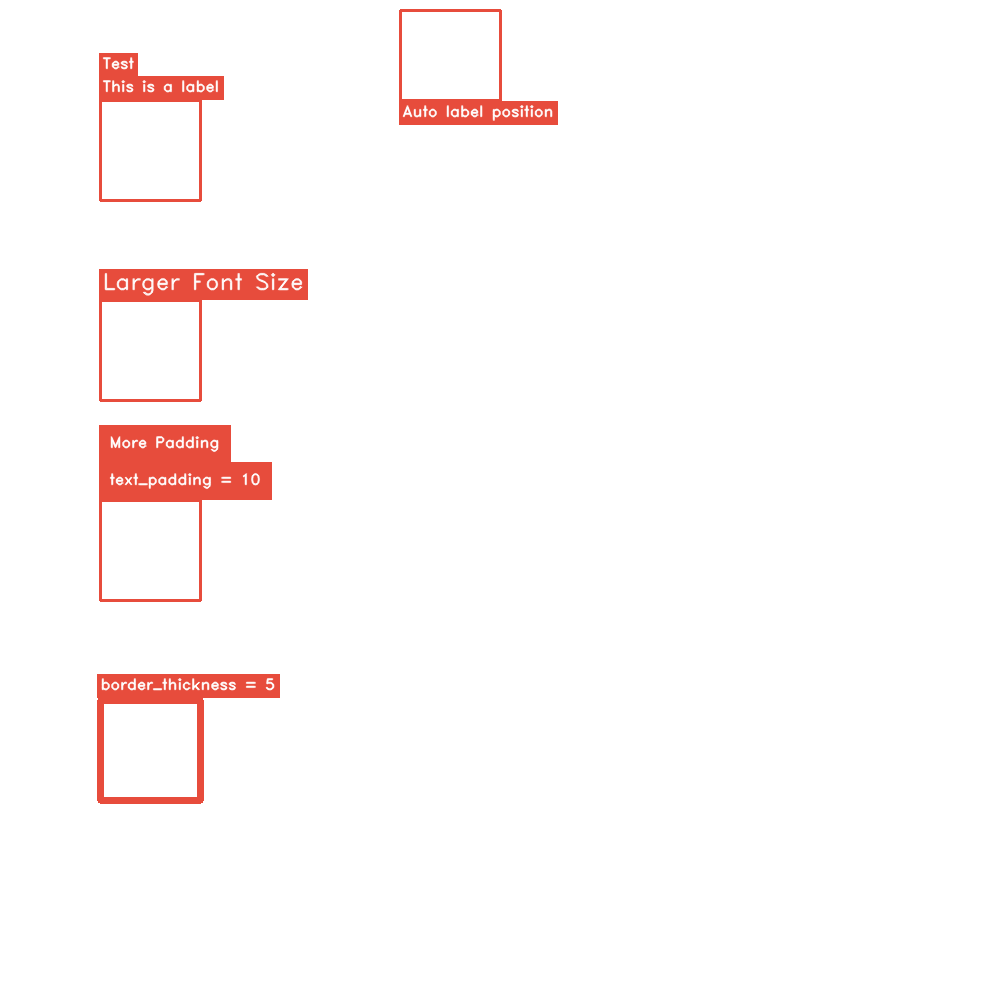 Test
This is a label
Auto label position
Larger Font Size
More Padding
text_padding = 10
border_thickness = 5